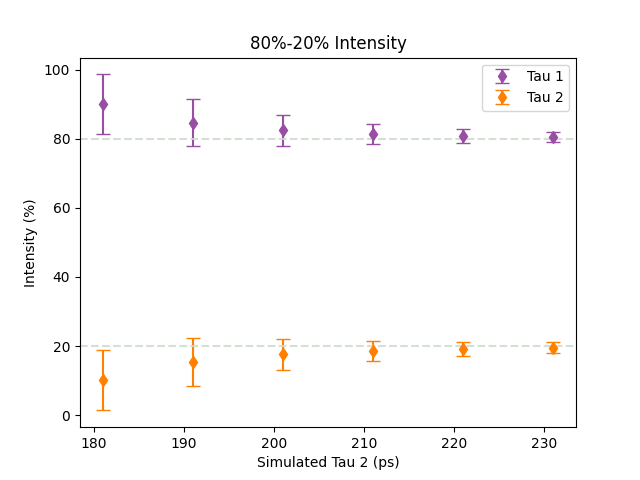 80%-20% Intensity
Tau 1
Tau 2
100
80
60
40
20
0
Intensity (%)
180 190 200 210 220 230
Simulated Tau 2 (ps)